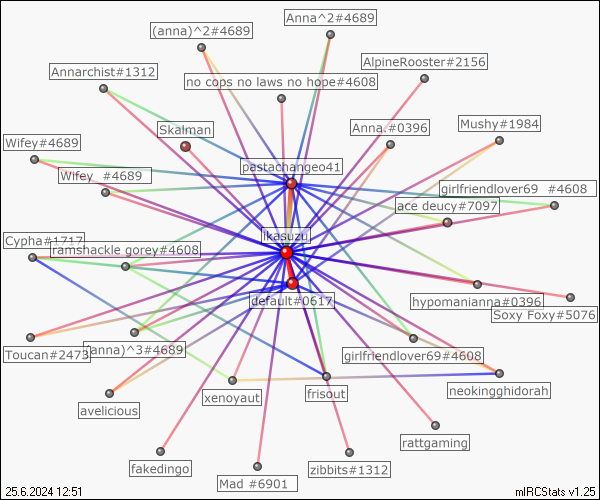 (anna)^2#4689
Anna^2#4689
AlpineRooster#2156
Annarchist#1312
no cops no laws no hope#4608
Skalman
Anna.#0396
Mushy#1984
Wifey#4689
pastachangeo41
Wifey  #4689
girlfriendlover69  #4608
ace deucy#7097
ikasuzu
Cypha#1717
ramshackle gorey#4608
default#0617
hypomanianna#0396
Soxy Foxy#5076
Toucan#2473
(anna)^3#4689
girlfriendlover69#4608
xenoyaut
frisout
neokingghidorah
avelicious
rattgaming
fakedingo
zibbits#1312
Mad #6901
25.6.2024 12:51
mIRCStats v1.25